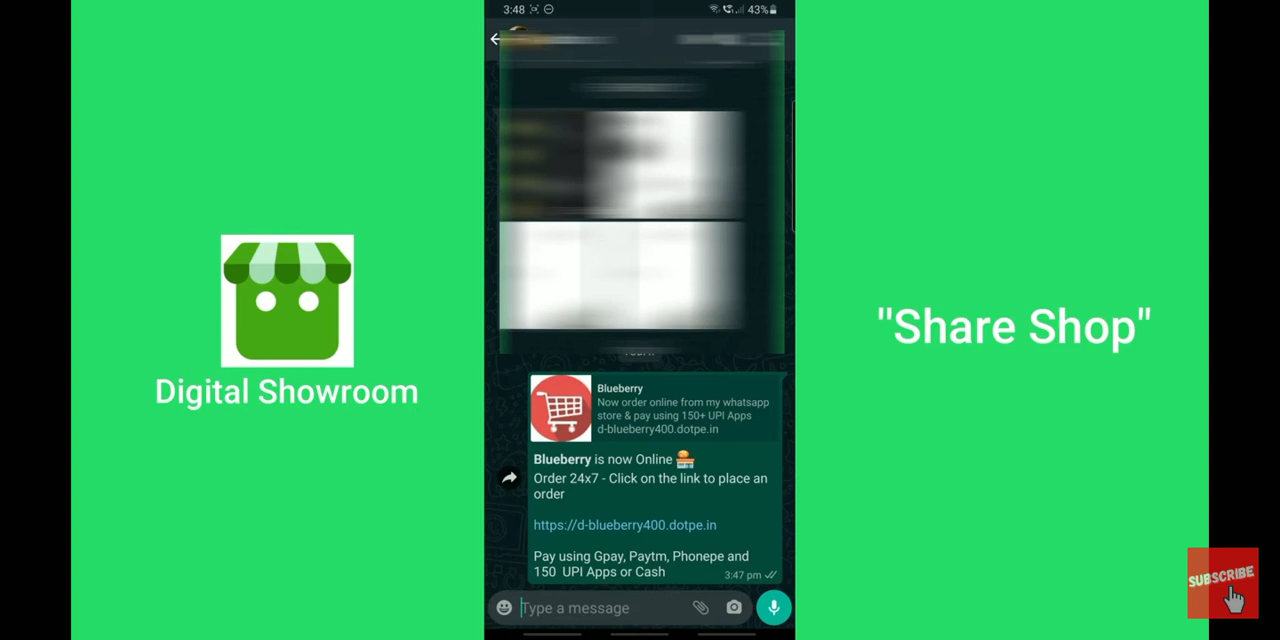 3:48
43%
Blueberry
Now order online from my whatsapp
store & pay using 150+ UPI Apps
d-blueberry400.dotpe.in
Blueberry is now Online
Order 24x7 - Click on the link to place an
order
https://d-blueberry400.dotpe.in
Pay using Gpay, Paytm, Phonepe and
150 UPI Apps or Cash
3:47 pm
Type a message
Digital Showroom
"Share Shop"
SUBSCRIBE